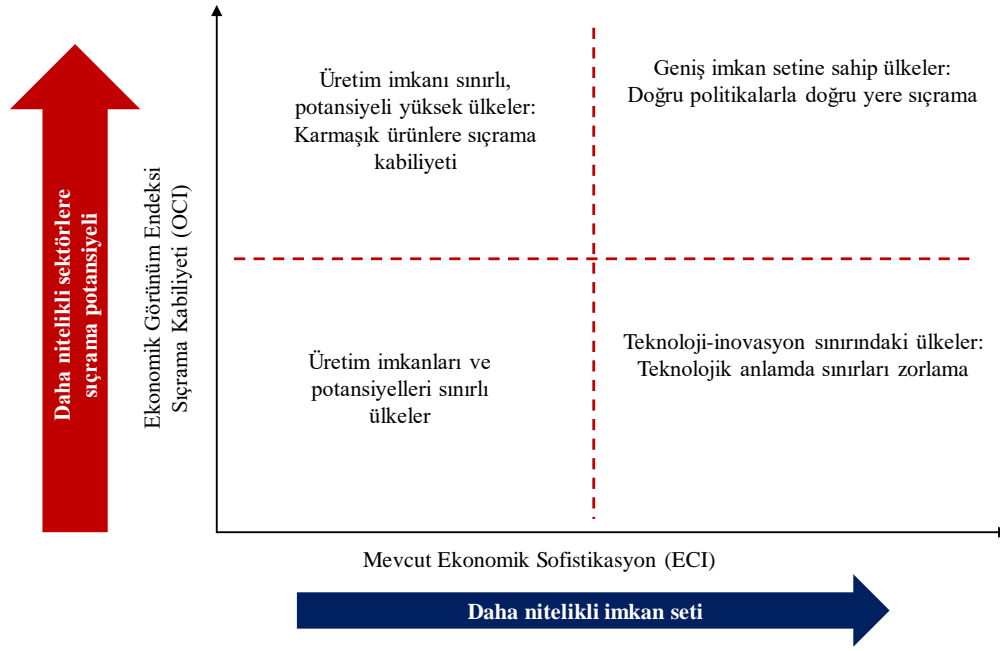 Üretim imkanı sınırlı,
potansiyeli yüksek ülkeler:
Karmaşık ürünlere sıçrama
kabiliyeti
Geniş imkan setine sahip ülkeler:
Doğru politikalarla doğru yere sıçrama
Daha nitelikli sektörlere
sıçrama potansiyeli
Ekonomik Görünüm Endeksi
Sıçrama Kabiliyeti (OCI)
Üretim imkanları ve
potansiyelleri sınırlı
ülkeler
Teknoloji-inovasyon sınırındaki ülkeler:
Teknolojik anlamda sınırları zorlama
Mevcut Ekonomik Sofistikasyon (ECI)
Daha nitelikli imkan seti